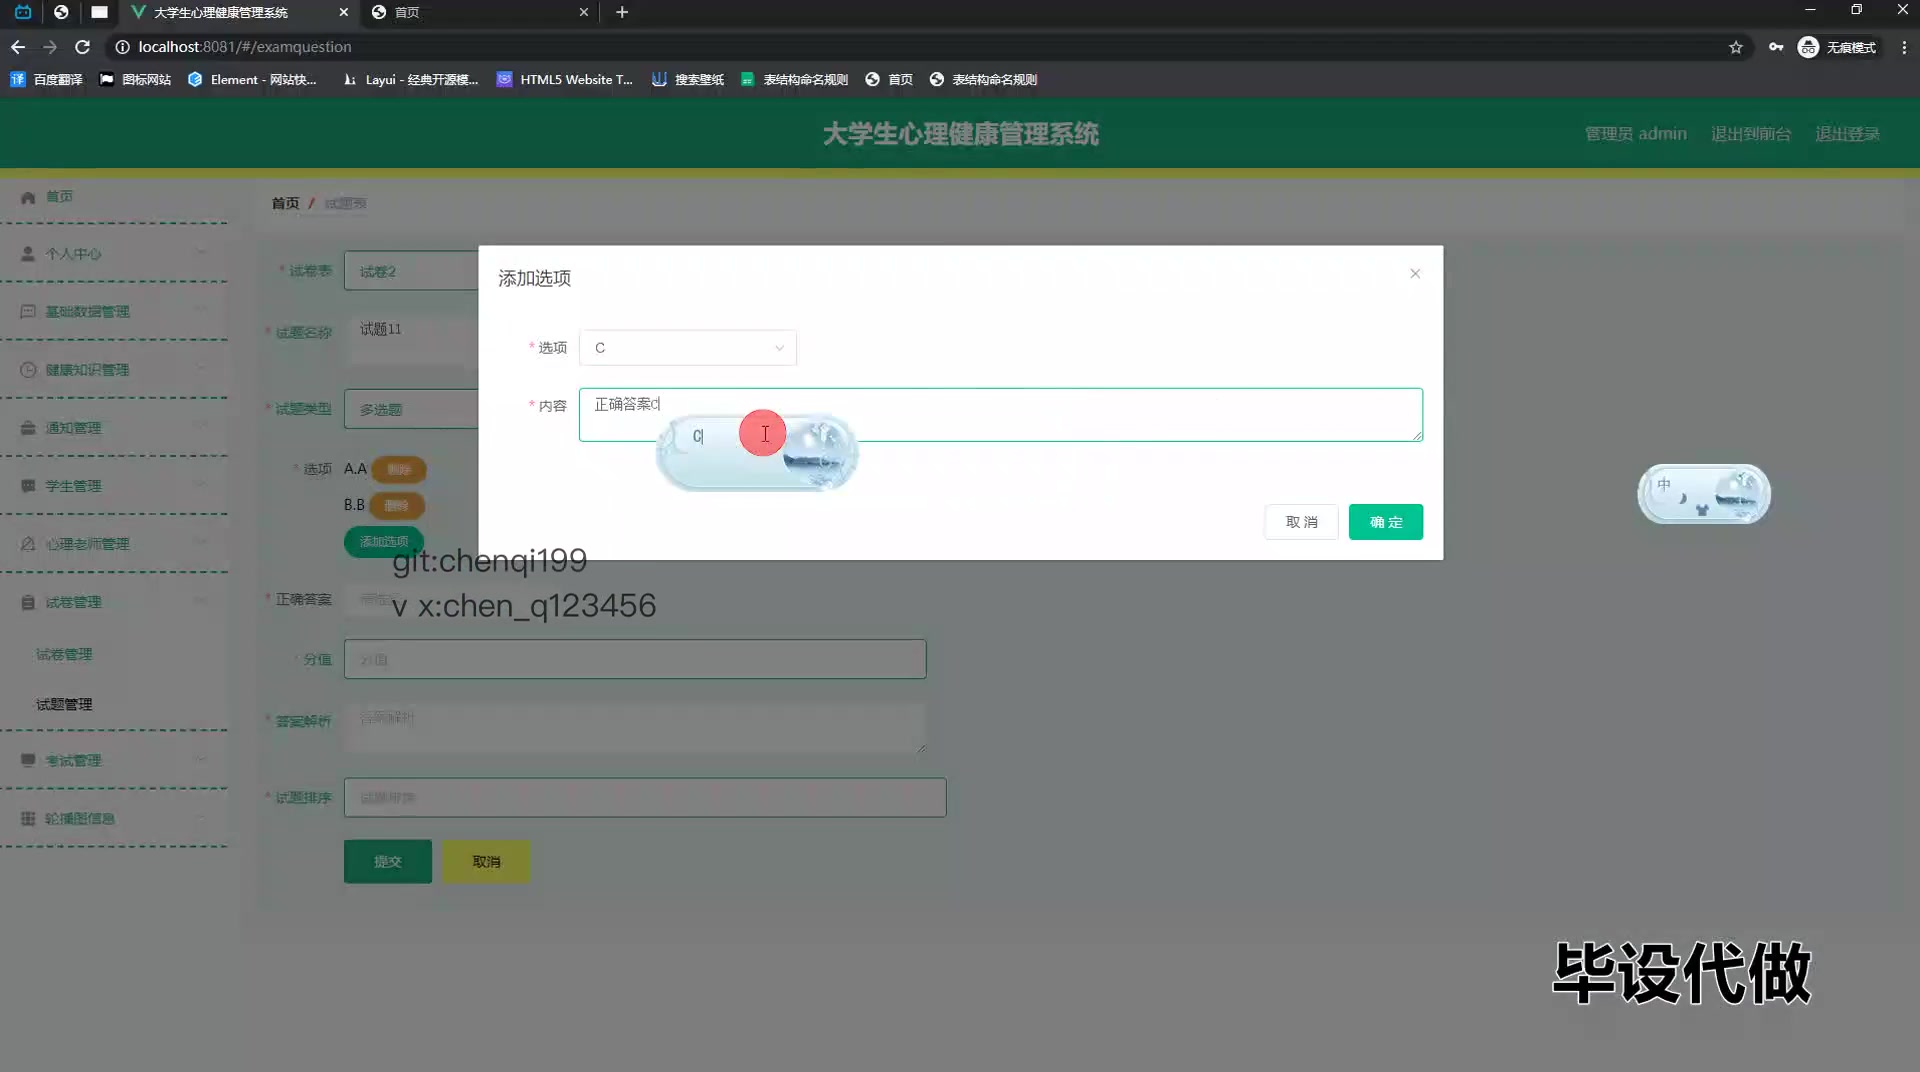 大学生心理健康管理系统
首页
localhost:8081/#/examquestion
无痕模式
百度翻译
图标网站
Element - 网站快...
Layui - 经典开源模...
HTML5 Website T...
搜索壁纸
表结构命名规则
首页
表结构命名规则
大学生心理健康管理系统
管理员 admin
退出到前台
退出登录
首页
个人中心
基础数据管理
健康知识管理
通知管理
学生管理
心理老师管理
试卷管理
试卷管理
试题管理
考试管理
轮播图信息
首页 / 试题表
* 试卷表 试卷2
* 试题名称 试题11
* 试题类型 多选题
* 选项 A.A 删除
B.B 删除
添加选项
* 正确答案
* 分值 分值
* 答案解析 答案解析
* 试题排序 试题排序
提交
取消
添加选项
* 选项 C
* 内容 正确答案C
C
取 消
确 定
中
git:chenqi199
v x:chen_q123456
毕设代做